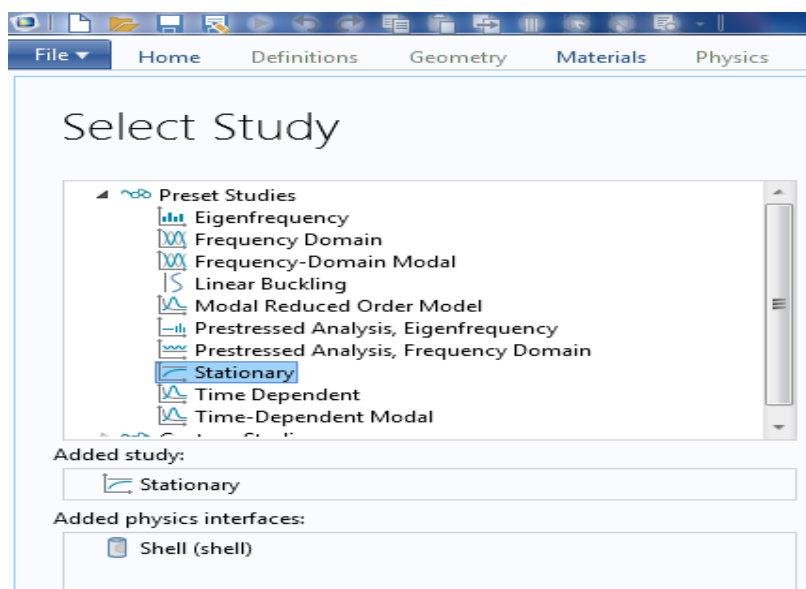 File Home Definitions Geometry Materials Physics
Select Study
Preset Studies
Eigenfrequency
Frequency Domain
Frequency-Domain Modal
Linear Buckling
Modal Reduced Order Model
Prestressed Analysis, Eigenfrequency
Prestressed Analysis, Frequency Domain
Stationary
Time Dependent
Time-Dependent Modal
Added study:
Stationary
Added physics interfaces:
Shell (shell)